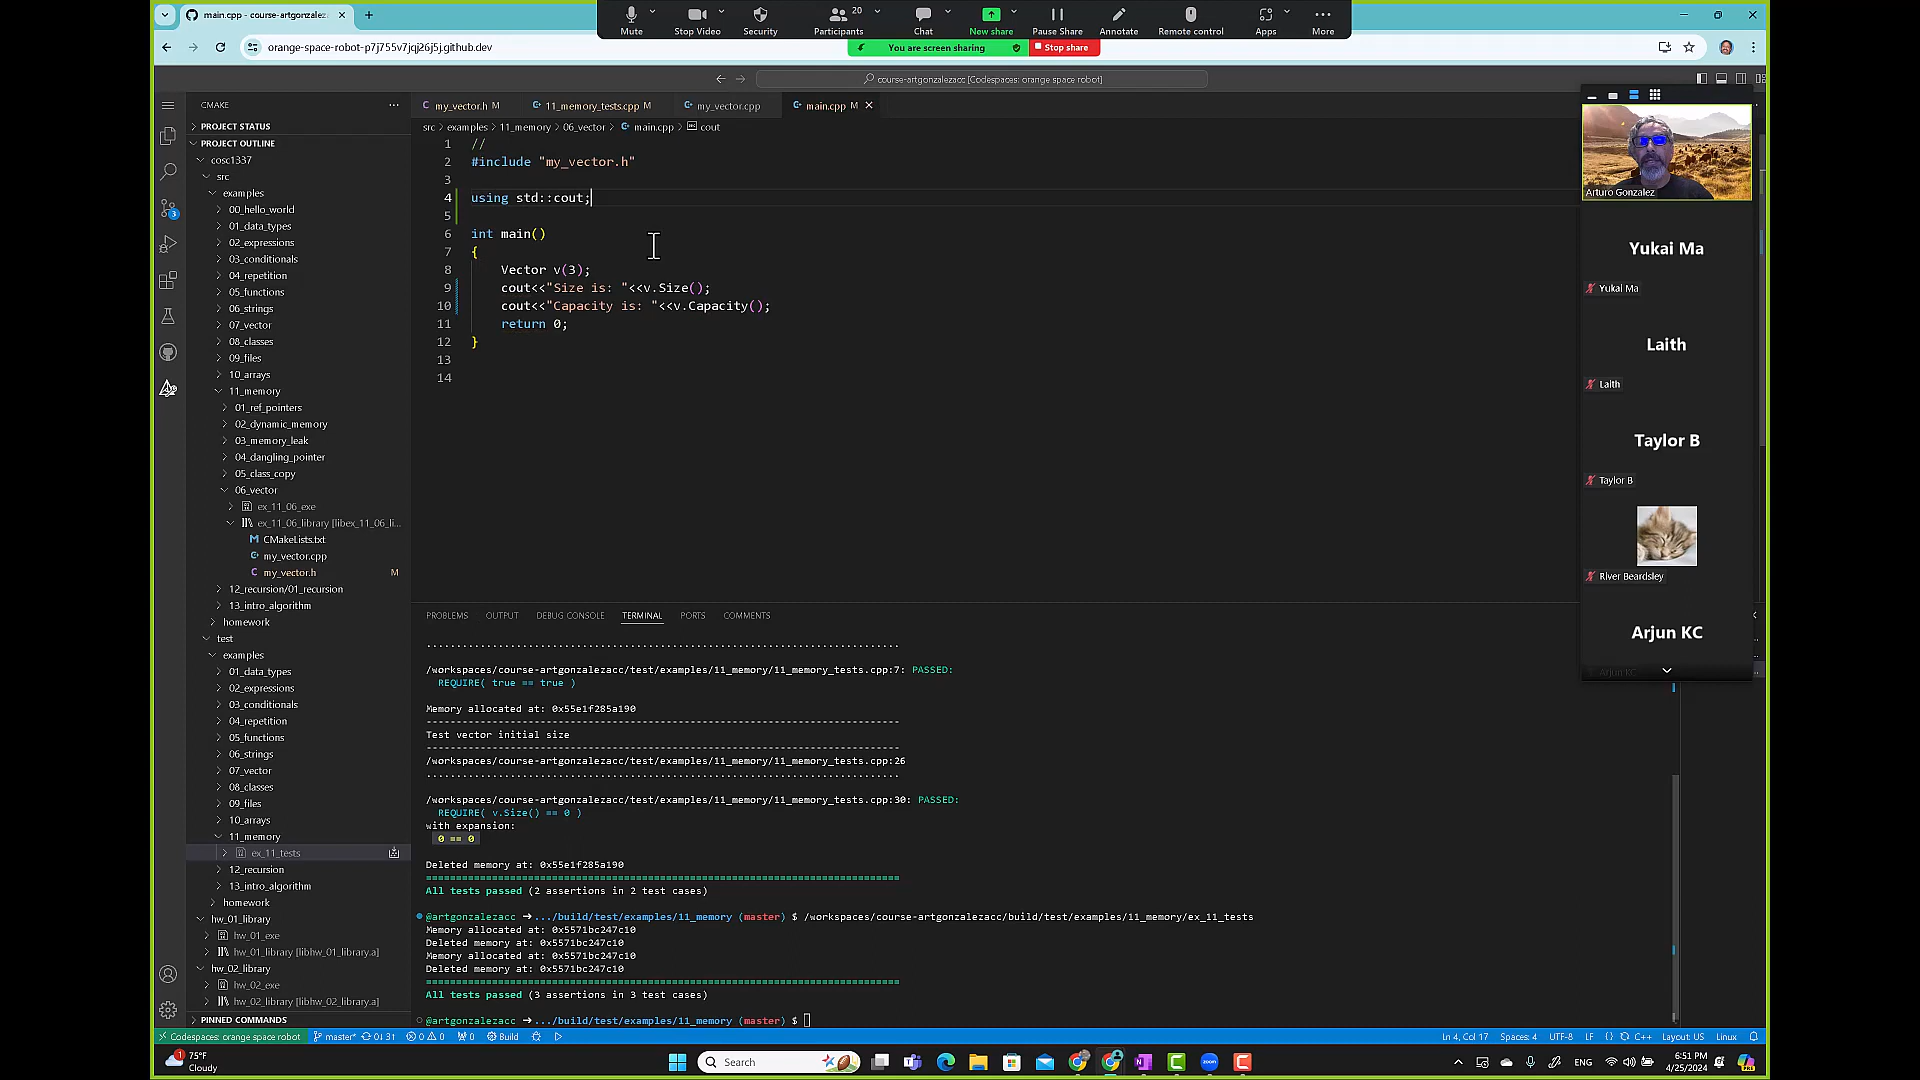 main.cpp - course-artgonzalez
orange-space-robot-p7j755v7jqj26j5j.github.dev
Mute
Stop Video
Security
20
Participants
Chat
New share
Pause Share
Annotate
Remote control
Apps
More
You are screen sharing
Stop share
course-artgonzalezacc [Codespaces: orange space robot]
CMAKE
PROJECT STATUS
PROJECT OUTLINE
cosc1337
src
examples
00_hello_world
01_data_types
02_expressions
03_conditionals
04_repetition
05_functions
06_strings
07_vector
08_classes
09_files
10_arrays
11_memory
01_ref_pointers
02_dynamic_memory
03_memory_leak
04_dangling_pointer
05_class_copy
06_vector
ex_11_06_exe
ex_11_06_library [libex_11_06_li...
CMakeLists.txt
my_vector.cpp
my_vector.h M
12_recursion/01_recursion
13_intro_algorithm
homework
test
examples
01_data_types
02_expressions
03_conditionals
04_repetition
05_functions
06_strings
07_vector
08_classes
09_files
10_arrays
11_memory
ex_11_tests
12_recursion
13_intro_algorithm
homework
hw_01_library
hw_01_exe
hw_01_library [libhw_01_library.a]
hw_02_library
hw_02_exe
hw_02_library [libhw_02_library.a]
PINNED COMMANDS
my_vector.h M
11_memory_tests.cpp M
my_vector.cpp
main.cpp M
src > examples > 11_memory > 06_vector > main.cpp > cout
1 //
2 #include "my_vector.h"
3
4 using std::cout;
5
6 int main()
7 {
8 Vector v(3);
9 cout<<"Size is: "<<v.Size();
10 cout<<"Capacity is: "<<v.Capacity();
11 return 0;
12 }
13
14
PROBLEMS OUTPUT DEBUG CONSOLE TERMINAL PORTS COMMENTS
/workspaces/course-artgonzalezacc/test/examples/11_memory/11_memory_tests.cpp:7: PASSED:
REQUIRE( true == true )
Memory allocated at: 0x55e1f285a190
Test vector initial size
/workspaces/course-artgonzalezacc/test/examples/11_memory/11_memory_tests.cpp:26
/workspaces/course-artgonzalezacc/test/examples/11_memory/11_memory_tests.cpp:30: PASSED:
REQUIRE( v.Size() == 0 )
with expansion:
0 == 0
Deleted memory at: 0x55e1f285a190
All tests passed (2 assertions in 2 test cases)
@artgonzalezacc ➜ .../build/test/examples/11_memory (master) $ /workspaces/course-artgonzalezacc/build/test/examples/11_memory/ex_11_tests
Memory allocated at: 0x5571bc247c10
Deleted memory at: 0x5571bc247c10
Memory allocated at: 0x5571bc247c10
Deleted memory at: 0x5571bc247c10
All tests passed (3 assertions in 3 test cases)
@artgonzalezacc ➜ .../build/test/examples/11_memory (master) $
Arturo Gonzalez
Yukai Ma
Yukai Ma
Laith
Laith
Taylor B
Taylor B
River Beardsley
Arjun KC
Arjun KC
3
Codespaces: orange space robot
master*
0↓ 31↑
0 0
0
Build
Ln 4, Col 17
Spaces: 4
UTF-8
LF
{} C++
Layout: US
Linux
1
75°F
Cloudy
Search
ENG
6:51 PM
4/25/2024